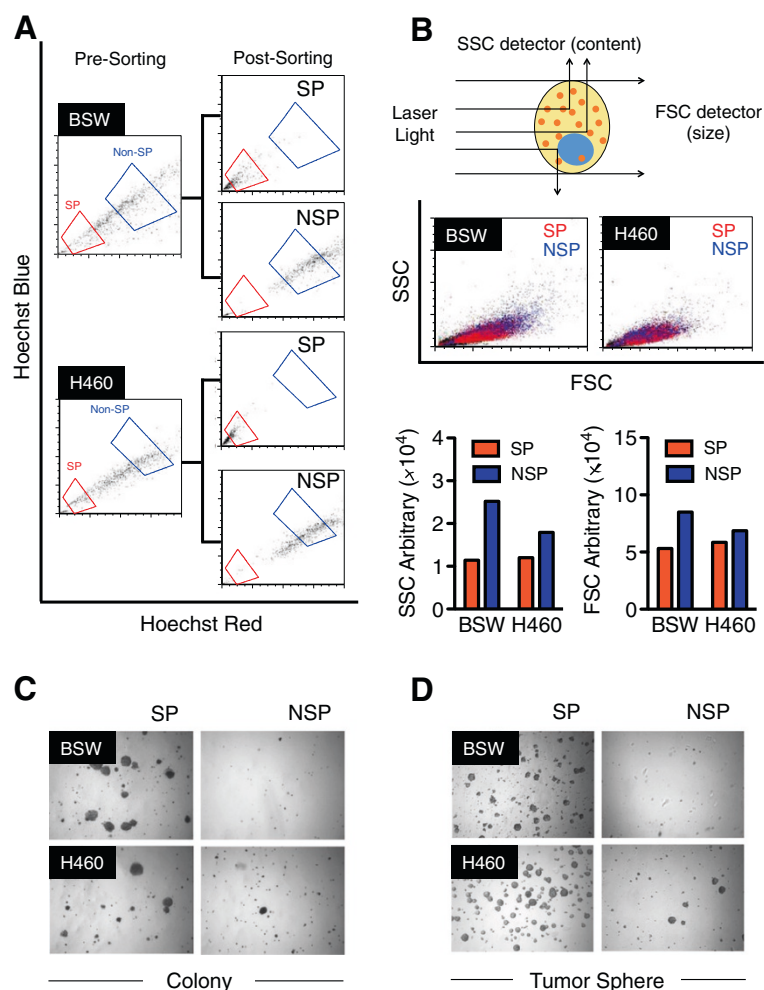 A
Pre-Sorting
Post-Sorting
BSW
Non-SP
SP
SP
NSP
H460
Non-SP
SP
SP
NSP
Hoechst Blue
Hoechst Red
B
SSC detector (content)
Laser
Light
FSC detector
(size)
BSW
SP
NSP
H460
SP
NSP
SSC
FSC
SSC Arbitrary (×10⁴)
4
3
2
1
0
SP
NSP
BSW H460
FSC Arbitrary (×10⁴)
15
10
5
0
SP
NSP
BSW H460
C
SP
NSP
BSW
H460
Colony
D
SP
NSP
BSW
H460
Tumor Sphere